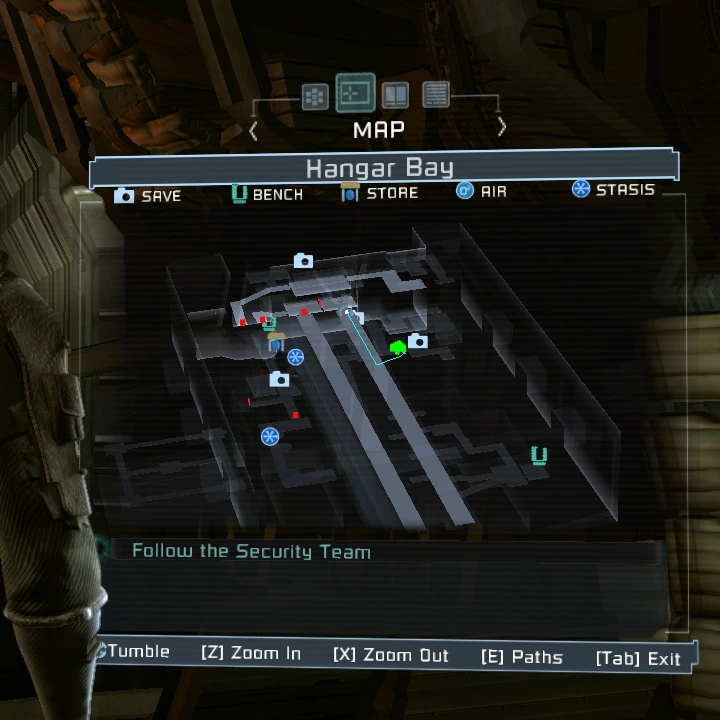 MAP
Hangar Bay
SAVE BENCH STORE AIR STASIS
Follow the Security Team
Tumble [Z] Zoom In [X] Zoom Out [E] Paths [Tab] Exit